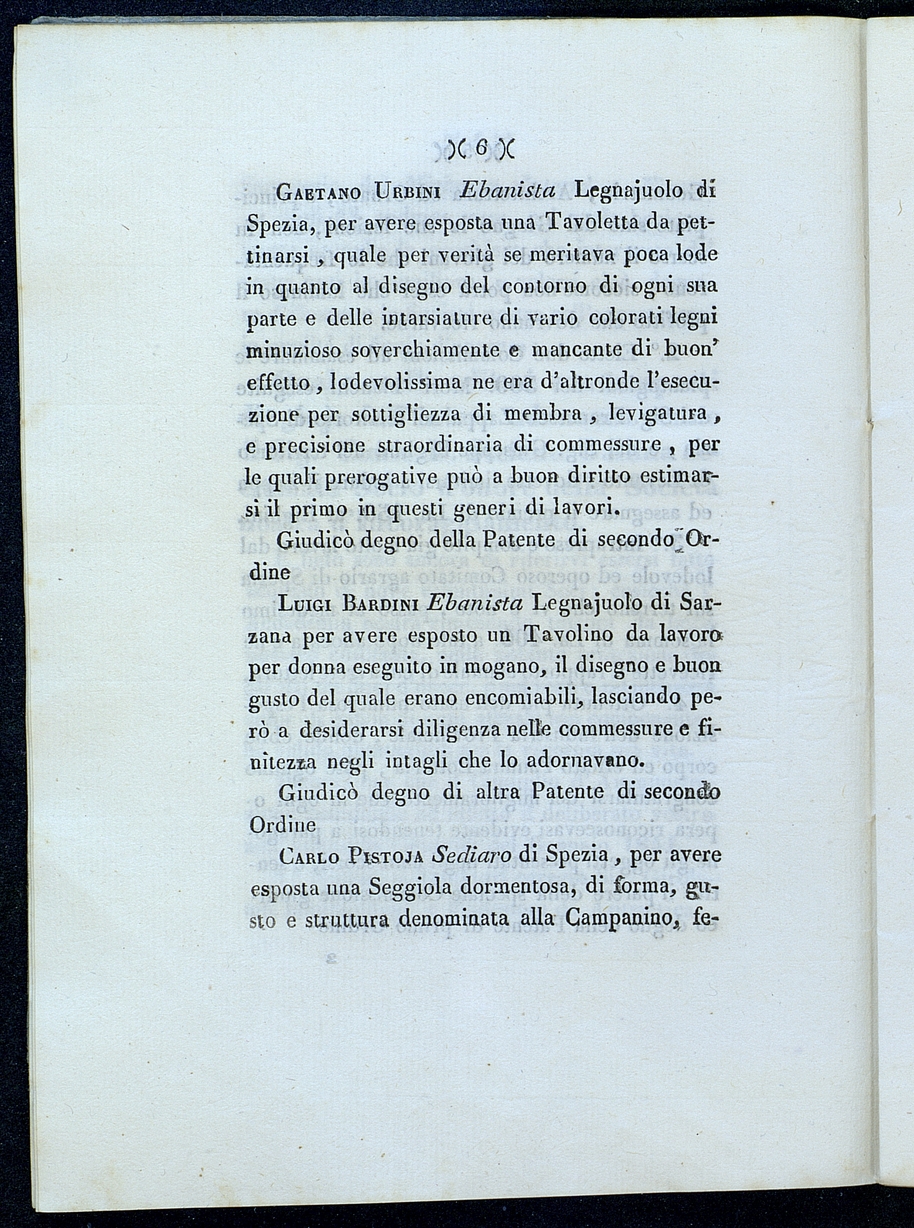 )( 6 )(
GAETANO URBINI Ebanista Legnajuolo di
Spezia, per avere esposta una Tavoletta da pet-
tinarsi , quale per verità se meritava poca lode
in quanto al disegno del contorno di ogni sua
parte e delle intarsiature di vario colorati legni
minuzioso soverchiamente e mancante di buon'
effetto , lodevolissima ne era d'altronde l'esecu-
zione per sottigliezza di membra , levigatura ,
e precisione straordinaria di commessure , per
le quali prerogative può a buon diritto estimar-
si il primo in questi generi di lavori.
Giudicò degno della Patente di secondo Or-
dine
LUIGI BARDINI Ebanista Legnajuolo di Sar-
zana per avere esposto un Tavolino da lavoro
per donna eseguito in mogano, il disegno e buon
gusto del quale erano encomiabili, lasciando pe-
rò a desiderarsi diligenza nelle commessure e fi-
nitezza negli intagli che lo adornavano.
Giudicò degno di altra Patente di secondo
Ordine
CARLO PISTOJA Sediaro di Spezia , per avere
esposta una Seggiola dormentosa, di forma, gu-
sto e struttura denominata alla Campanino, fe-